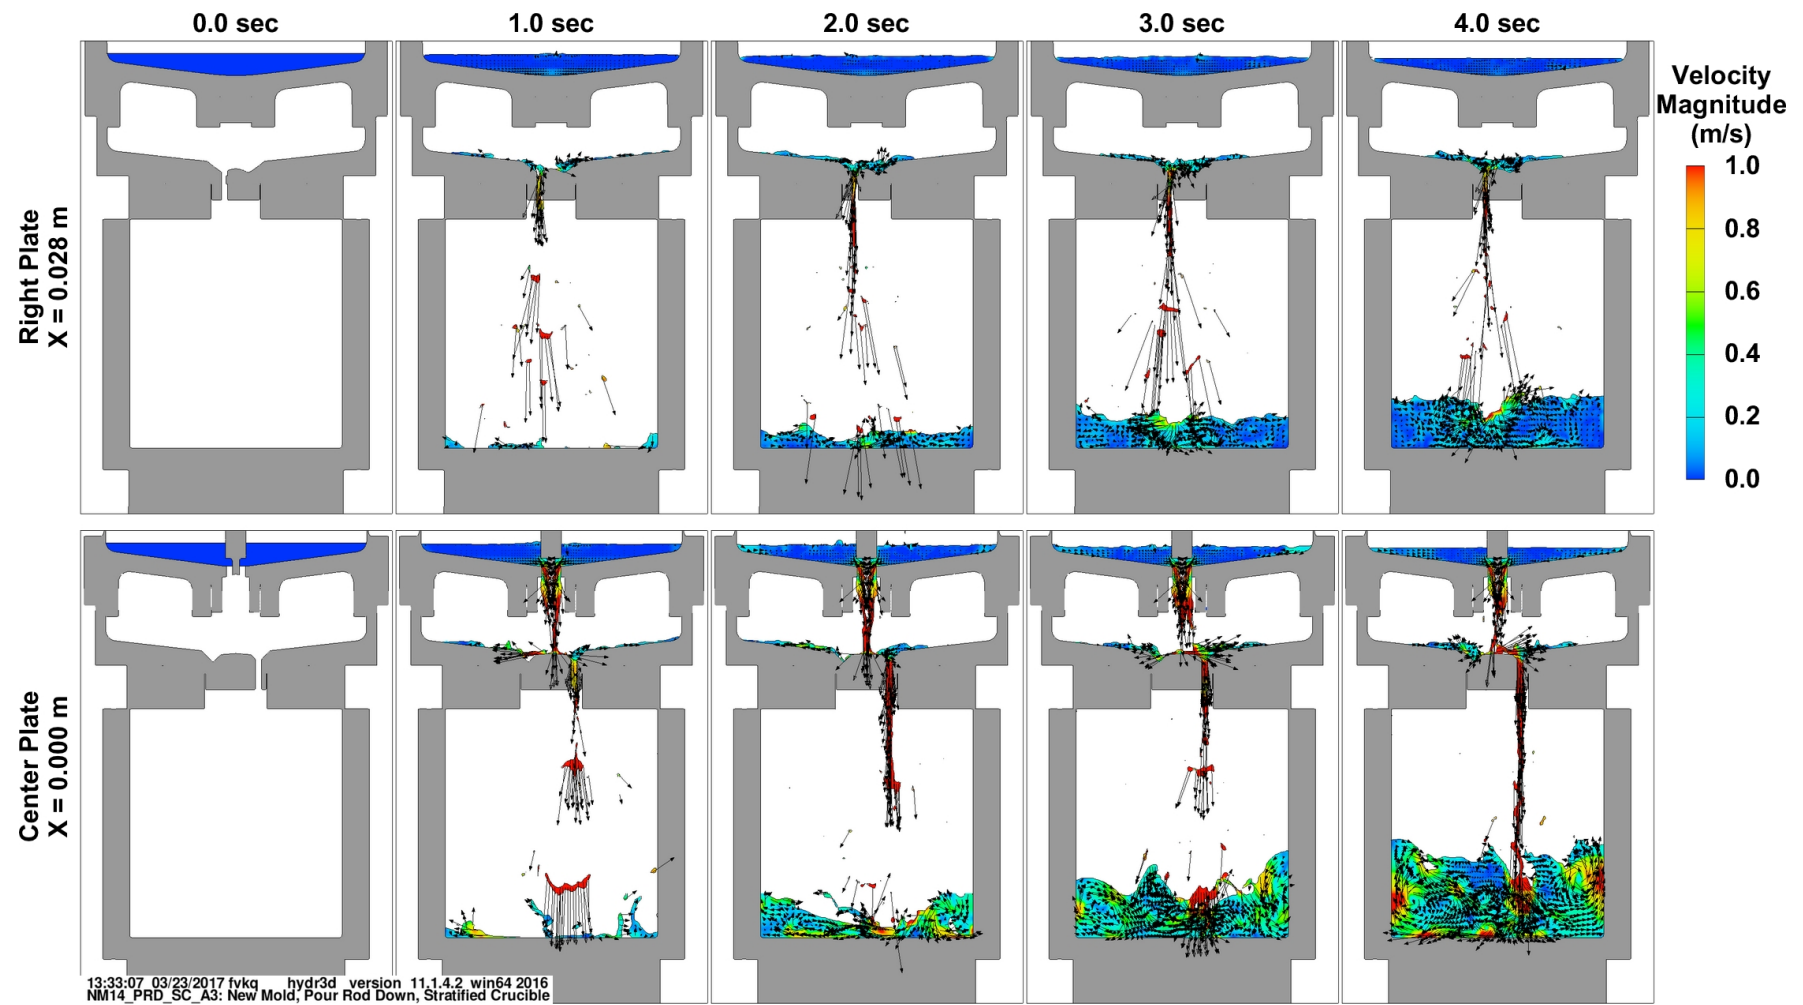 0.0 sec 1.0 sec 2.0 sec 3.0 sec 4.0 sec
Velocity
Magnitude
(m/s)
1.0
0.8
0.6
0.4
0.2
0.0
Right Plate
X = 0.028 m
Center Plate
X = 0.000 m
13:33:07 03/23/2017 fvkq hydr3d version 11.1.4.2 win64 2016
NM14_PRD_SC_A3: New Mold, Pour Rod Down, Stratified Crucible